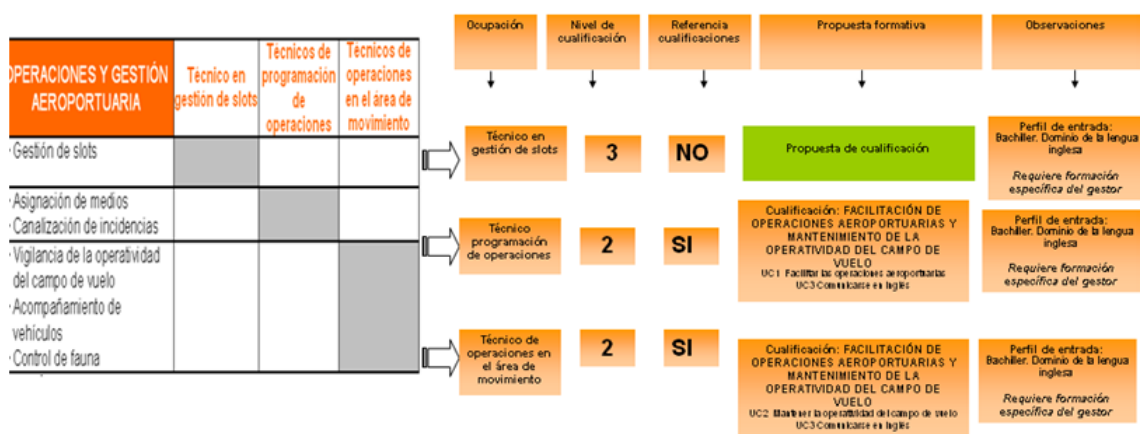 OPERACIONES Y GESTIÓN
AEROPORTUARIA
Técnico en
gestión de slots
Técnicos de
programación
de
operaciones
Técnicos de
operaciones
en el área de
movimiento
· Gestión de slots
· Asignación de medios
· Canalización de incidencias
· Vigilancia de la operatividad
del campo de vuelo
· Acompañamiento de
vehículos
· Control de fauna
Ocupación
Nivel de
cualificación
Referencia
cualificaciones
Propuesta formativa
Observaciones
Técnico en
gestión de slots
3
NO
Propuesta de cualificación
Perfil de entrada:
Bachiller. Dominio de la lengua
inglesa
Requiere formación
específica del gestor
Técnico
programación
de operaciones
2
SI
Cualificación: FACILITACIÓN DE
OPERACIONES AEROPORTUARIAS Y
MANTENIMIENTO DE LA
OPERATIVIDAD DEL CAMPO DE
VUELO
UC1 Facilitar las operaciones aeroportuarias
UC3 Comunicarse en Inglés
Perfil de entrada:
Bachiller. Dominio de la lengua
inglesa
Requiere formación
específica del gestor
Técnico de
operaciones en
el área de
movimiento
2
SI
Cualificación: FACILITACIÓN DE
OPERACIONES AEROPORTUARIAS Y
MANTENIMIENTO DE LA
OPERATIVIDAD DEL CAMPO DE
VUELO
UC2 Mantener la operatividad del campo de vuelo
UC3 Comunicarse en Inglés
Perfil de entrada:
Bachiller. Dominio de la lengua
inglesa
Requiere formación
específica del gestor